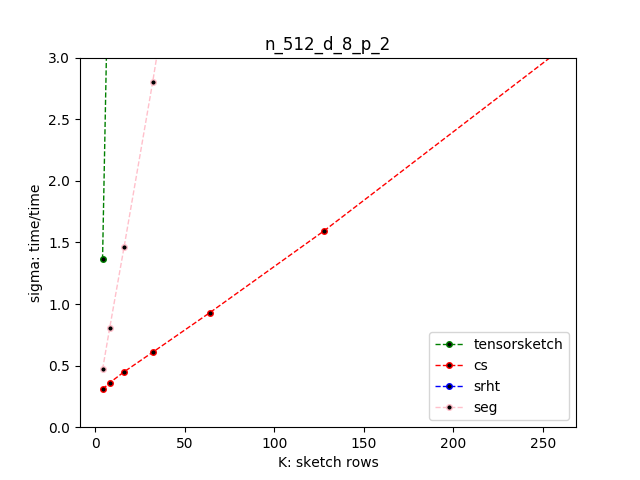 n_512_d_8_p_2
sigma: time/time
3.0
2.5
2.0
1.5
1.0
0.5
0.0
0
50
100
150
200
250
K: sketch rows
tensorsketch
cs
srht
seg